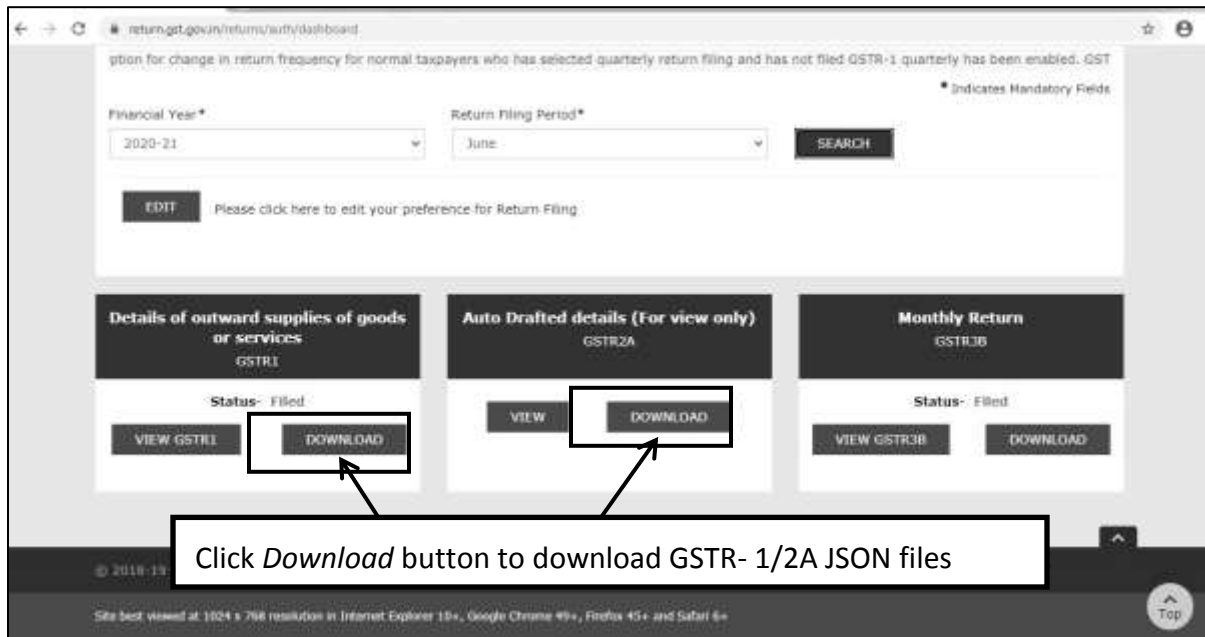 return.gst.gov.in/returns/auth/dashboard
ption for change in return frequency for normal taxpayers who has selected quarterly return filing and has not filed GSTR-1 quarterly has been enabled. GST
• Indicates Mandatory Fields
Financial Year•
Return Filing Period•
2020-21
June
SEARCH
EDIT
Please click here to edit your preference for Return Filing
Details of outward supplies of goods
or services
GSTR1
Status- Filed
VIEW GSTR1
DOWNLOAD
Auto Drafted details (For view only)
GSTR2A
VIEW
DOWNLOAD
Monthly Return
GSTR3B
Status- Filed
VIEW GSTR3B
DOWNLOAD
Click Download button to download GSTR- 1/2A JSON files
© 2018-19
Site best viewed at 1024 x 768 resolution in Internet Explorer 10+, Google Chrome 49+, Firefox 45+ and Safari 6+
Top